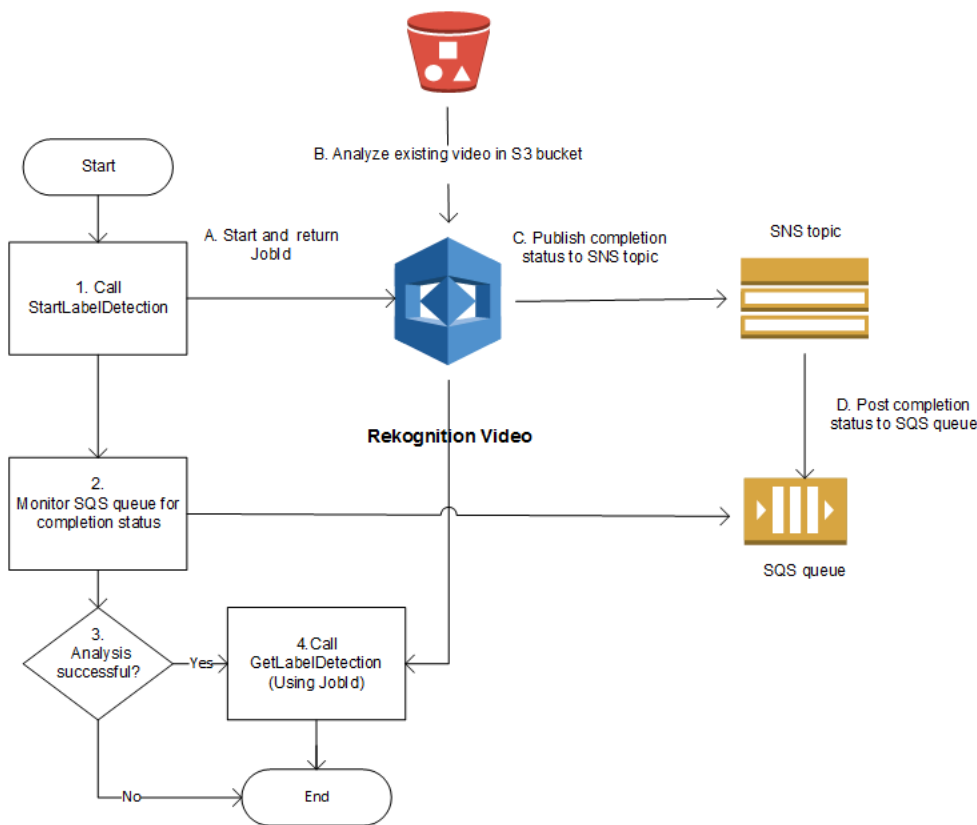 B. Analyze existing video in S3 bucket
Start
A. Start and return
JobId
C. Publish completion
status to SNS topic
SNS topic
1. Call
StartLabelDetection
D. Post completion
status to SQS queue
Rekognition Video
2.
Monitor SQS queue for
completion status
SQS queue
3.
Analysis
successful?
Yes
4.Call
GetLabelDetection
(Using JobId)
No
End